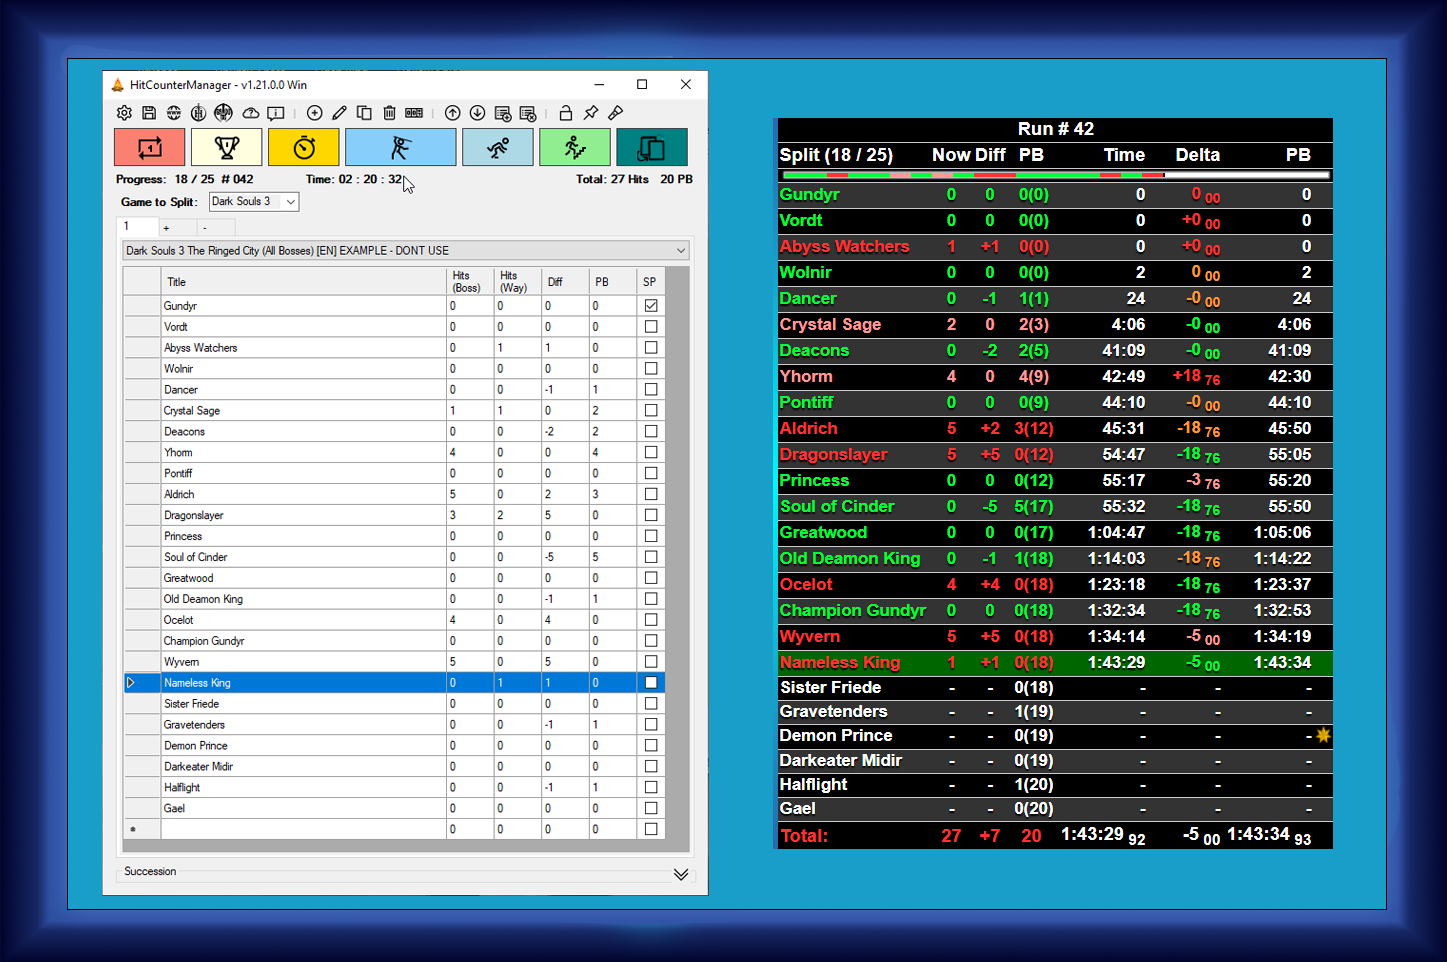 HitCounterManager - v1.21.0.0 Win
Progress: 18 / 25 # 042 Time: 02 : 20 : 32 Total: 27 Hits 20 PB
Game to Split: Dark Souls 3
1 + -
Dark Souls 3 The Ringed City (All Bosses) [EN] EXAMPLE - DONT USE
Title Hits (Boss) Hits (Way) Diff PB SP
Gundyr 0 0 0 0
Vordt 0 0 0 0
Abyss Watchers 0 1 1 0
Wolnir 0 0 0 0
Dancer 0 0 -1 1
Crystal Sage 1 1 0 2
Deacons 0 0 -2 2
Yhorm 4 0 0 4
Pontiff 0 0 0 0
Aldrich 5 0 2 3
Dragonslayer 3 2 5 0
Princess 0 0 0 0
Soul of Cinder 0 0 -5 5
Greatwood 0 0 0 0
Old Deamon King 0 0 -1 1
Ocelot 4 0 4 0
Champion Gundyr 0 0 0 0
Wyvern 5 0 5 0
Nameless King 0 1 1 0
Sister Friede 0 0 0 0
Gravetenders 0 0 -1 1
Demon Prince 0 0 0 0
Darkeater Midir 0 0 0 0
Halflight 0 0 -1 1
Gael 0 0 0 0
* 0 0 0 0
Succession
Run # 42
Split (18 / 25) Now Diff PB Time Delta PB
Gundyr 0 0 0(0) 0 0 00 0
Vordt 0 0 0(0) 0 +0 00 0
Abyss Watchers 1 +1 0(0) 0 +0 00 0
Wolnir 0 0 0(0) 2 0 00 2
Dancer 0 -1 1(1) 24 -0 00 24
Crystal Sage 2 0 2(3) 4:06 -0 00 4:06
Deacons 0 -2 2(5) 41:09 -0 00 41:09
Yhorm 4 0 4(9) 42:49 +18 76 42:30
Pontiff 0 0 0(9) 44:10 -0 00 44:10
Aldrich 5 +2 3(12) 45:31 -18 76 45:50
Dragonslayer 5 +5 0(12) 54:47 -18 76 55:05
Princess 0 0 0(12) 55:17 -3 76 55:20
Soul of Cinder 0 -5 5(17) 55:32 -18 76 55:50
Greatwood 0 0 0(17) 1:04:47 -18 76 1:05:06
Old Deamon King 0 -1 1(18) 1:14:03 -18 76 1:14:22
Ocelot 4 +4 0(18) 1:23:18 -18 76 1:23:37
Champion Gundyr 0 0 0(18) 1:32:34 -18 76 1:32:53
Wyvern 5 +5 0(18) 1:34:14 -5 00 1:34:19
Nameless King 1 +1 0(18) 1:43:29 -5 00 1:43:34
Sister Friede - - 0(18) - - -
Gravetenders - - 1(19) - - -
Demon Prince - - 0(19) - - -
Darkeater Midir - - 0(19) - - -
Halflight - - 1(20) - - -
Gael - - 0(20) - - -
Total: 27 +7 20 1:43:29 92 -5 00 1:43:34 93